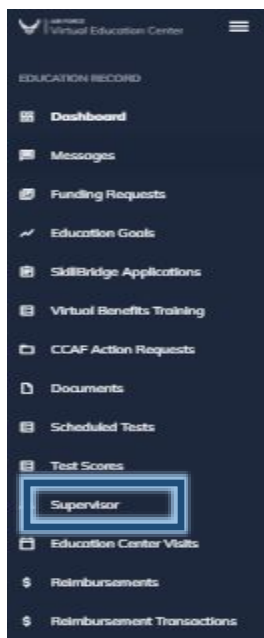 AIR FORCE
Virtual Education Center
EDUCATION RECORD
Dashboard
Messages
Funding Requests
Education Goals
SkillBridge Applications
Virtual Benefits Training
CCAF Action Requests
Documents
Scheduled Tests
Test Scores
Supervisor
Education Center Visits
$ Reimbursements
$ Reimbursement Transactions